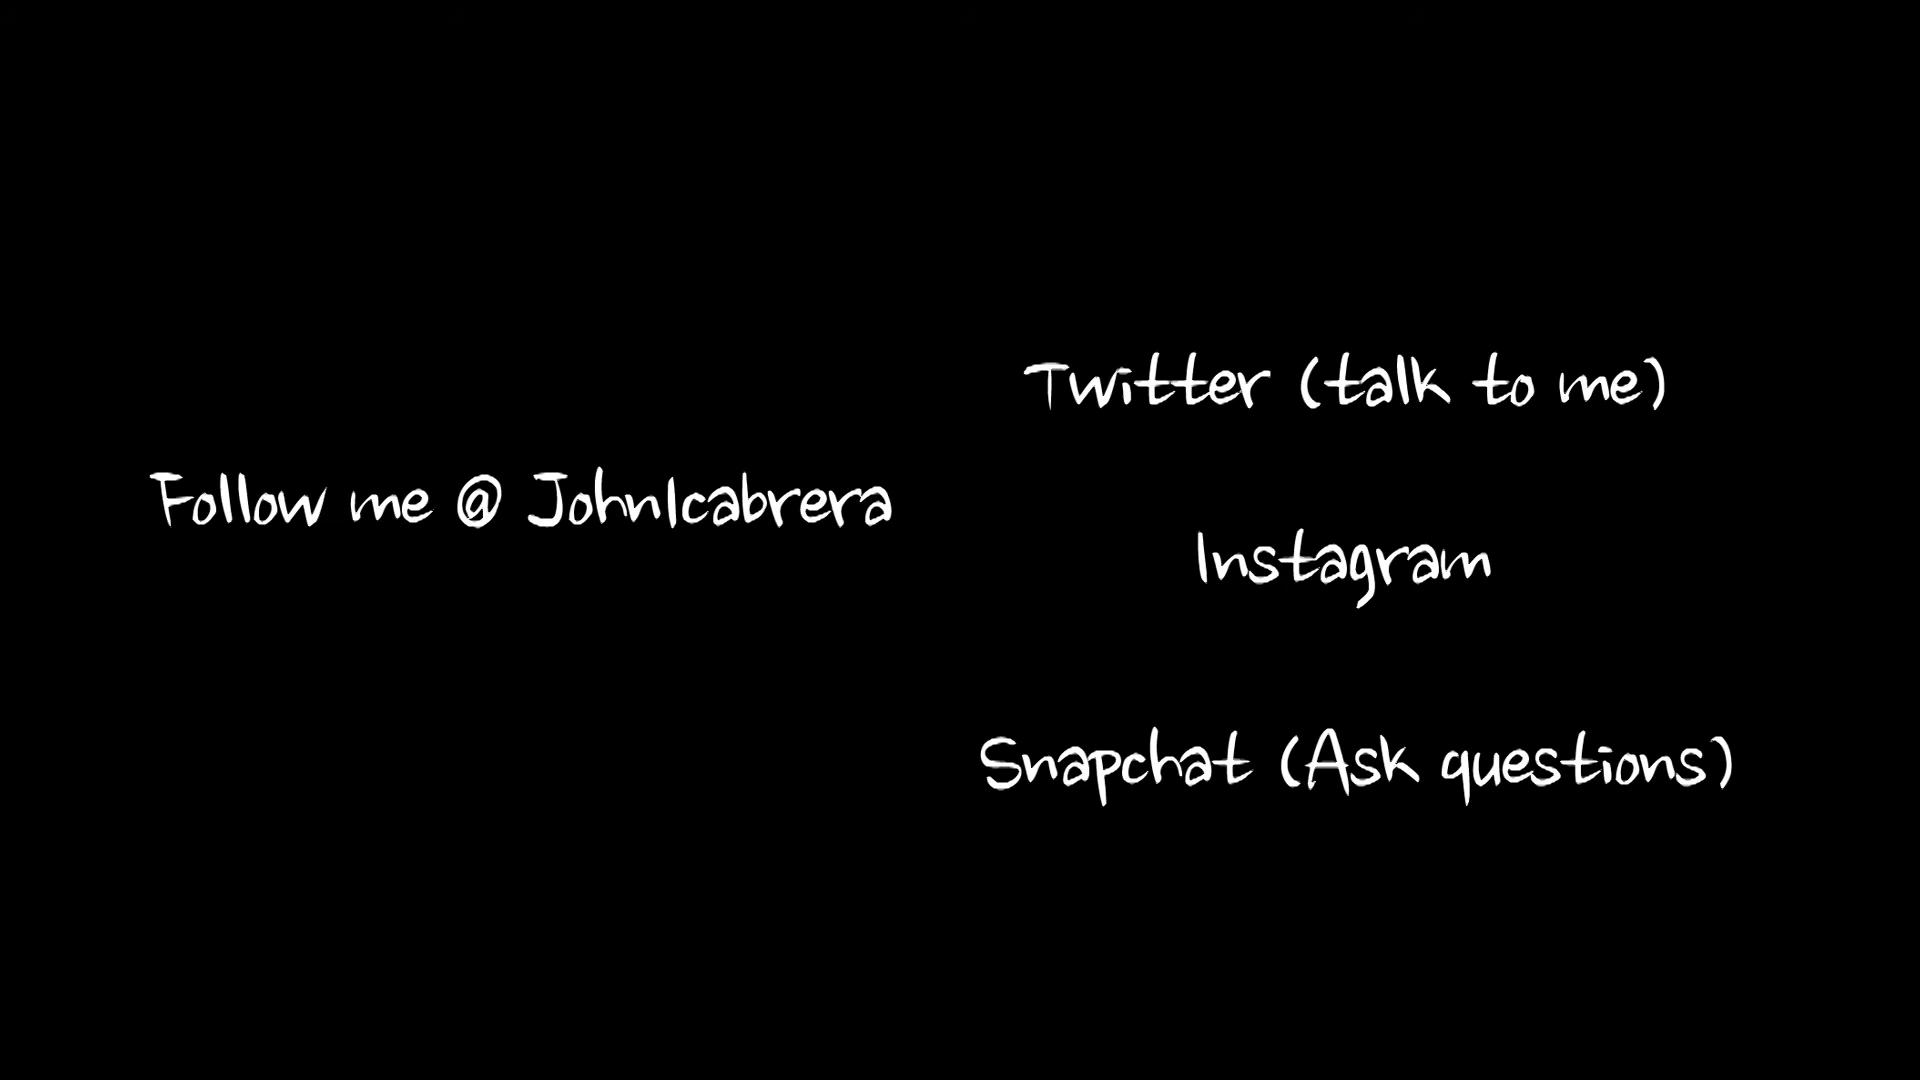 Follow me @ JohnIcabrera
Twitter (talk to me)
Instagram
Snapchat (Ask questions)